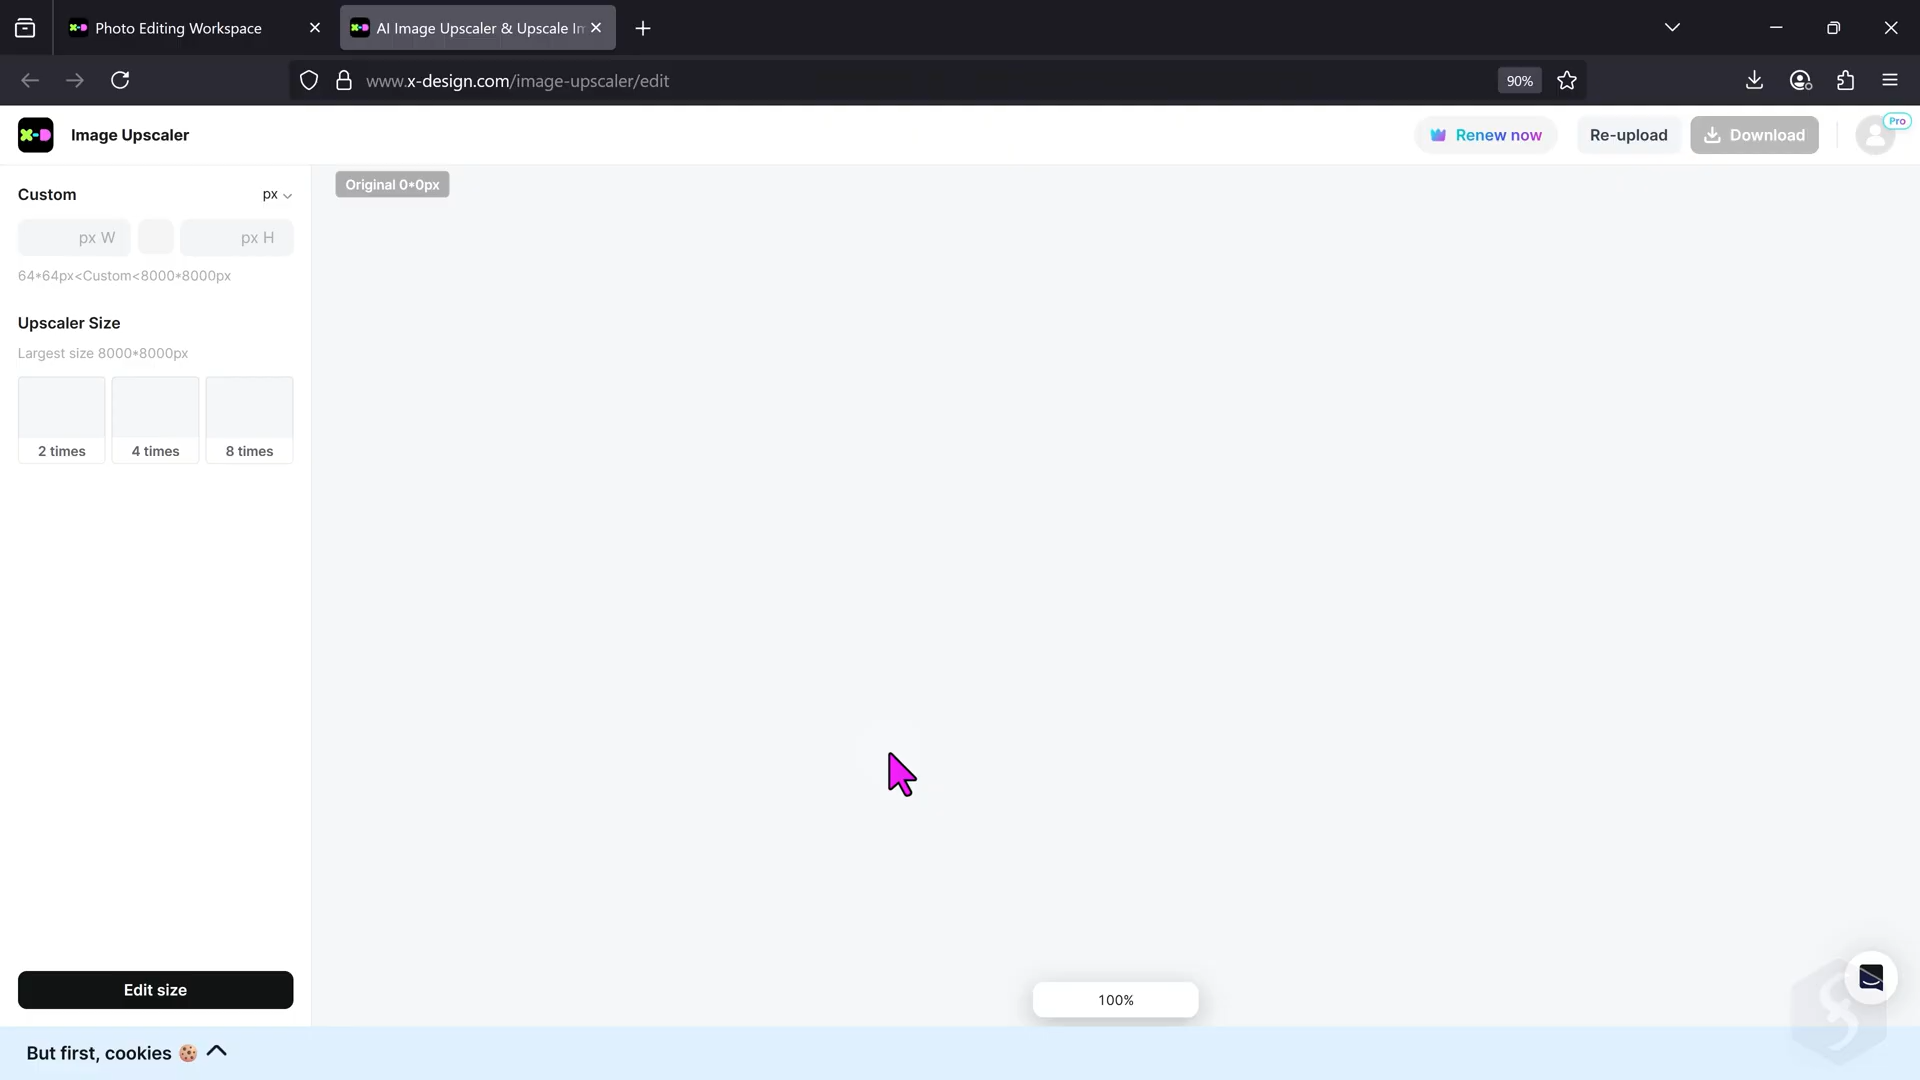 Photo Editing Workspace
AI Image Upscaler & Upscale Im
www.x-design.com/image-upscaler/edit
90%
Image Upscaler
Renew now
Re-upload
Download
Pro
Custom
px
Original 0*0px
px W
px H
64*64px<Custom<8000*8000px
Upscaler Size
Largest size 8000*8000px
2 times
4 times
8 times
Edit size
100%
But first, cookies 🍪